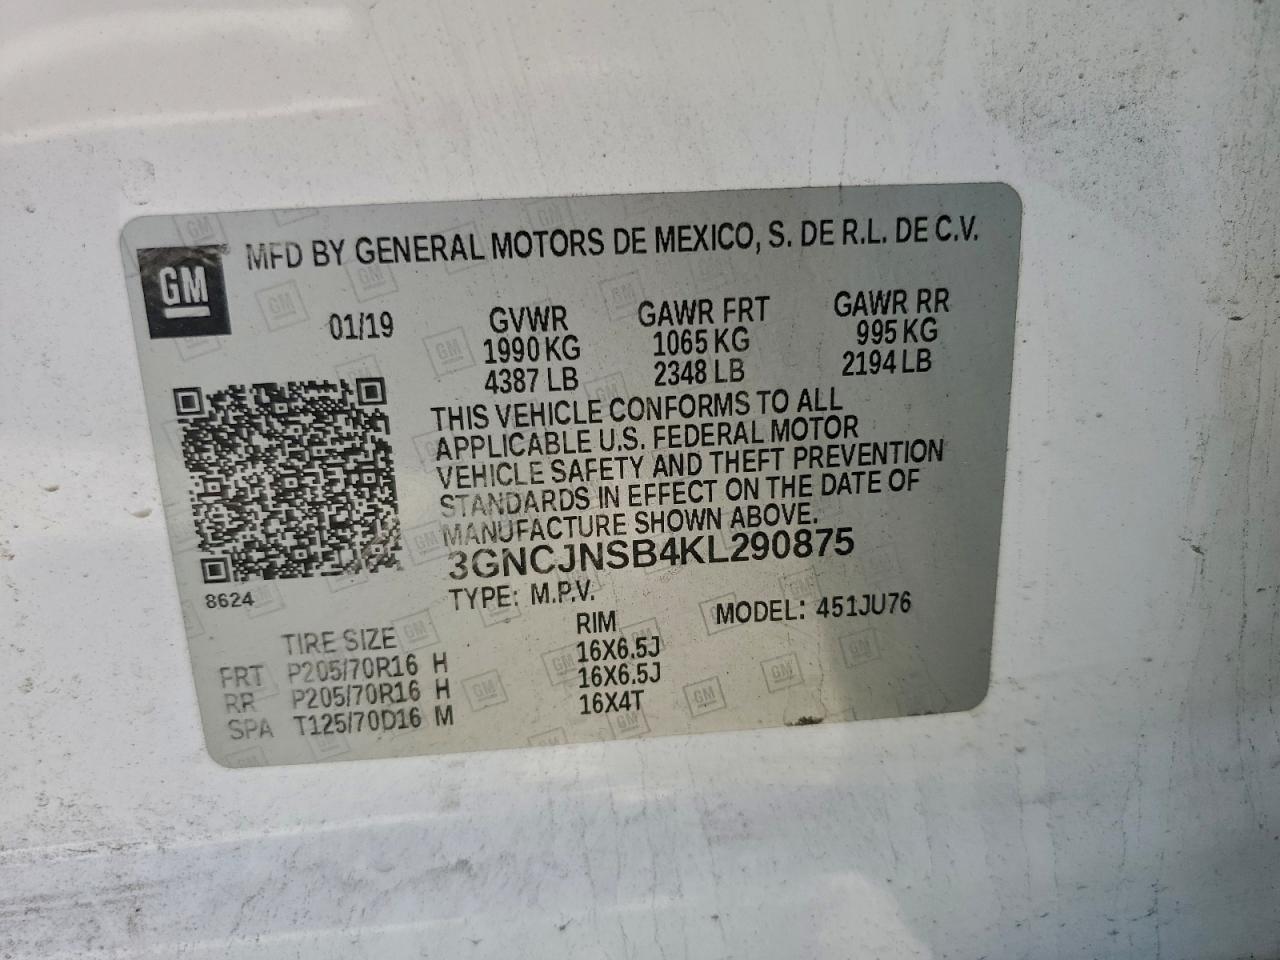 GM
MFD BY GENERAL MOTORS DE MEXICO, S. DE R.L. DE C.V.
01/19 GVWR GAWR FRT GAWR RR
1990 KG 1065 KG 995 KG
4387 LB 2348 LB 2194 LB
THIS VEHICLE CONFORMS TO ALL
APPLICABLE U.S. FEDERAL MOTOR
VEHICLE SAFETY AND THEFT PREVENTION
STANDARDS IN EFFECT ON THE DATE OF
MANUFACTURE SHOWN ABOVE.
3GNCJNSB4KL290875
8624
TYPE: M.P.V. MODEL: 451JU76
TIRE SIZE RIM
FRT P205/70R16 H 16X6.5J
RR P205/70R16 H 16X6.5J
SPA T125/70D16 M 16X4T